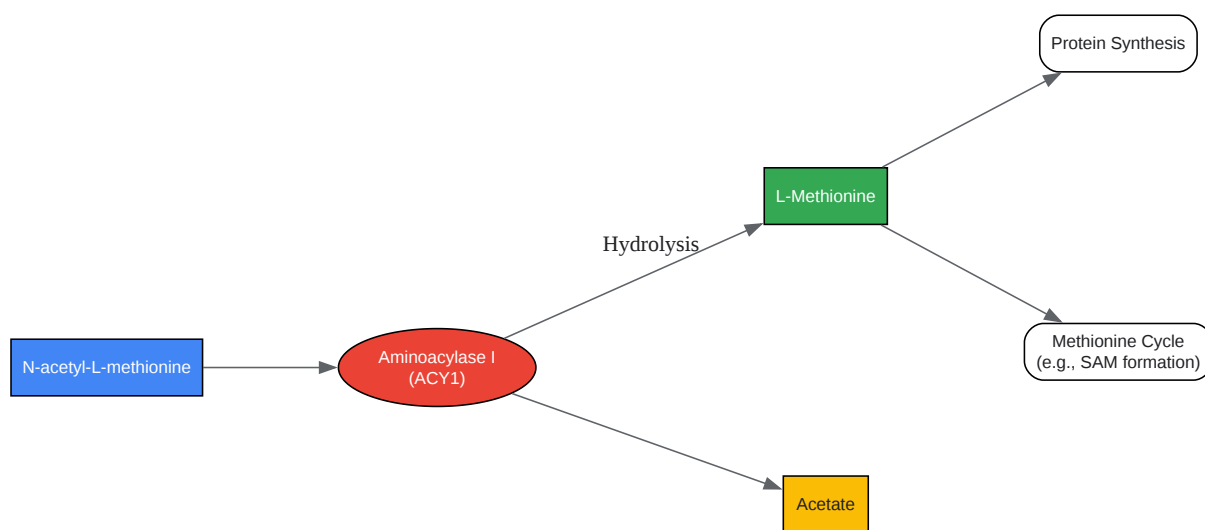 Protein Synthesis
L-Methionine
Hydrolysis
N-acetyl-L-methionine
Aminoacylase I
(ACY1)
Methionine Cycle
(e.g., SAM formation)
Acetate